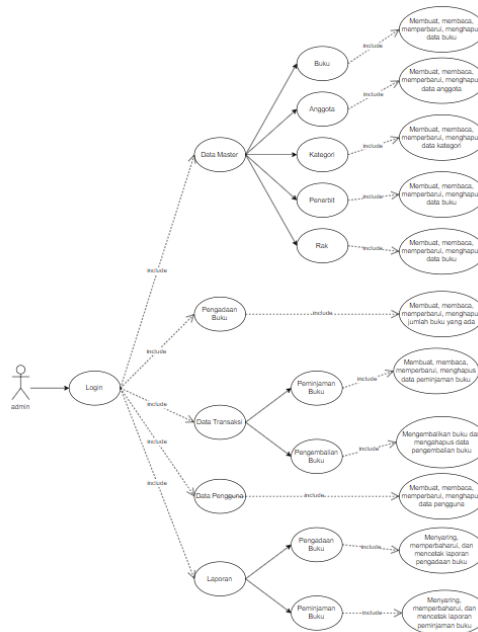 Membuat, membaca,
memperbarui, menghapus
data buku
include
Buku
Membuat, membaca,
memperbarui, menghapus
data anggota
include
Anggota
Membuat, membaca,
memperbarui, menghapus
data kategori
include
Data Master
Kategori
Membuat, membaca,
memperbarui, menghapus
data buku
include
Penerbit
Rak
include
Membuat, membaca,
memperbarui, menghapus
data buku
include
Pengadaan
Buku
include
Membuat, membaca,
memperbarui, menghapus
jumlah buku yang ada
include
Membuat, membaca,
memperbarui, menghapus
data peminjaman buku
include
Peminjaman
Buku
admin
Login
include
Data Transaksi
Pengembalian
Buku
include
Mengembalikan buku dan
mengahapus data
pengembalian buku
include
include
Data Pengguna
include
Membuat, membaca,
memperbarui, menghapus
data pengguna
Pengadaan
Buku
include
Menyaring,
memperbaharui, dan
mencetak laporan
pengadaan buku
Laporan
Peminjaman
Buku
include
Menyaring,
memperbaharui, dan
mencetak laporan
peminjaman buku